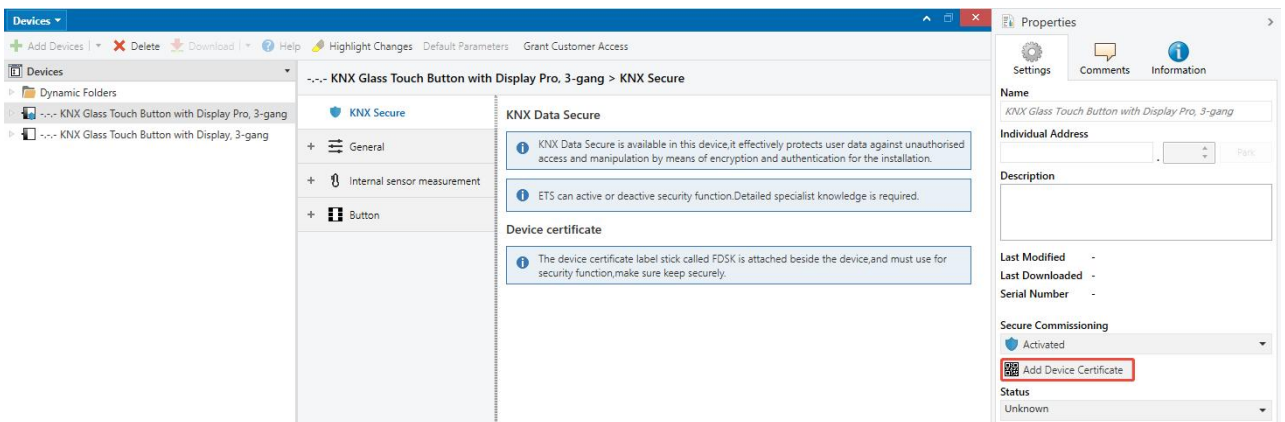 Devices
Add Devices Delete Download Help Highlight Changes Default Parameters Grant Customer Access
Devices
Dynamic Folders
-.-.- KNX Glass Touch Button with Display Pro, 3-gang
-.-.- KNX Glass Touch Button with Display, 3-gang
-.-.- KNX Glass Touch Button with Display Pro, 3-gang > KNX Secure
KNX Secure
+ General
+ Internal sensor measurement
+ Button
KNX Data Secure
KNX Data Secure is available in this device,it effectively protects user data against unauthorised
access and manipulation by means of encryption and authentication for the installation.
ETS can active or deactive security function.Detailed specialist knowledge is required.
Device certificate
The device certificate label stick called FDSK is attached beside the device,and must use for
security function,make sure keep securely.
Properties
Settings Comments Information
Name
KNX Glass Touch Button with Display Pro, 3-gang
Individual Address
. Park
Description
Last Modified -
Last Downloaded -
Serial Number -
Secure Commissioning
Activated
Add Device Certificate
Status
Unknown